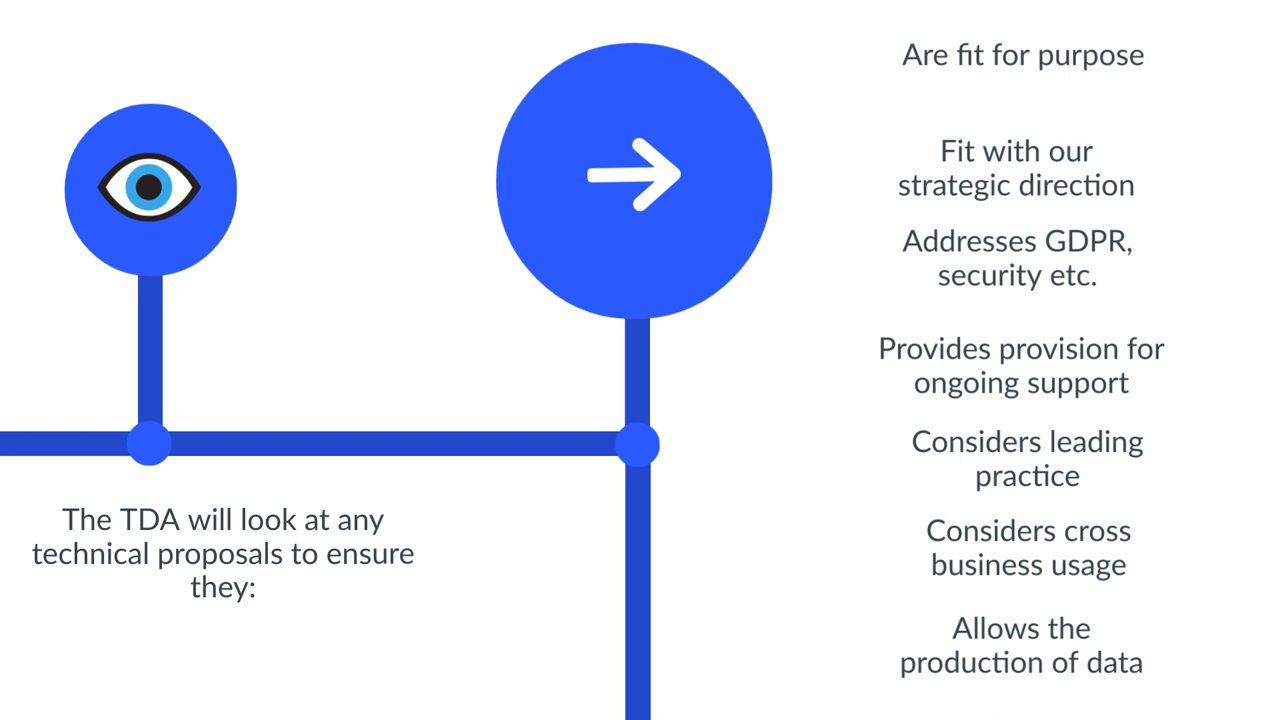 The TDA will look at any
technical proposals to ensure
they:
Are fit for purpose
Fit with our
strategic direction
Addresses GDPR,
security etc.
Provides provision for
ongoing support
Considers leading
practice
Considers cross
business usage
Allows the
production of data